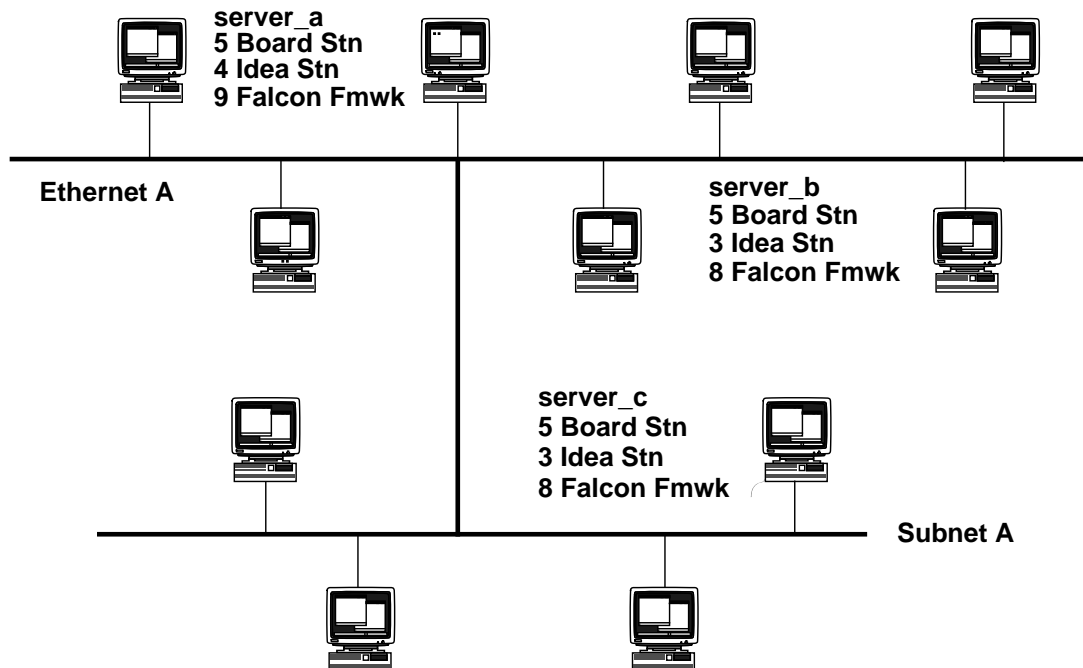 server_a
5 Board Stn
4 Idea Stn
9 Falcon Fmwk
Ethernet A
server_b
5 Board Stn
3 Idea Stn
8 Falcon Fmwk
server_c
5 Board Stn
3 Idea Stn
8 Falcon Fmwk
Subnet A